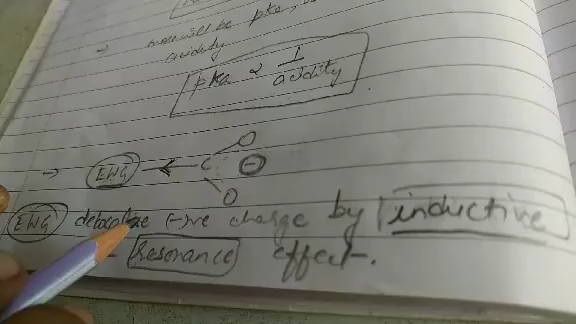 → more will be pka,
acidity
pka ∝ 1/acidity
→ EWG ← C O ⊖ O
EWG delocalize (-)ve charge by inductive
Resonance effect.